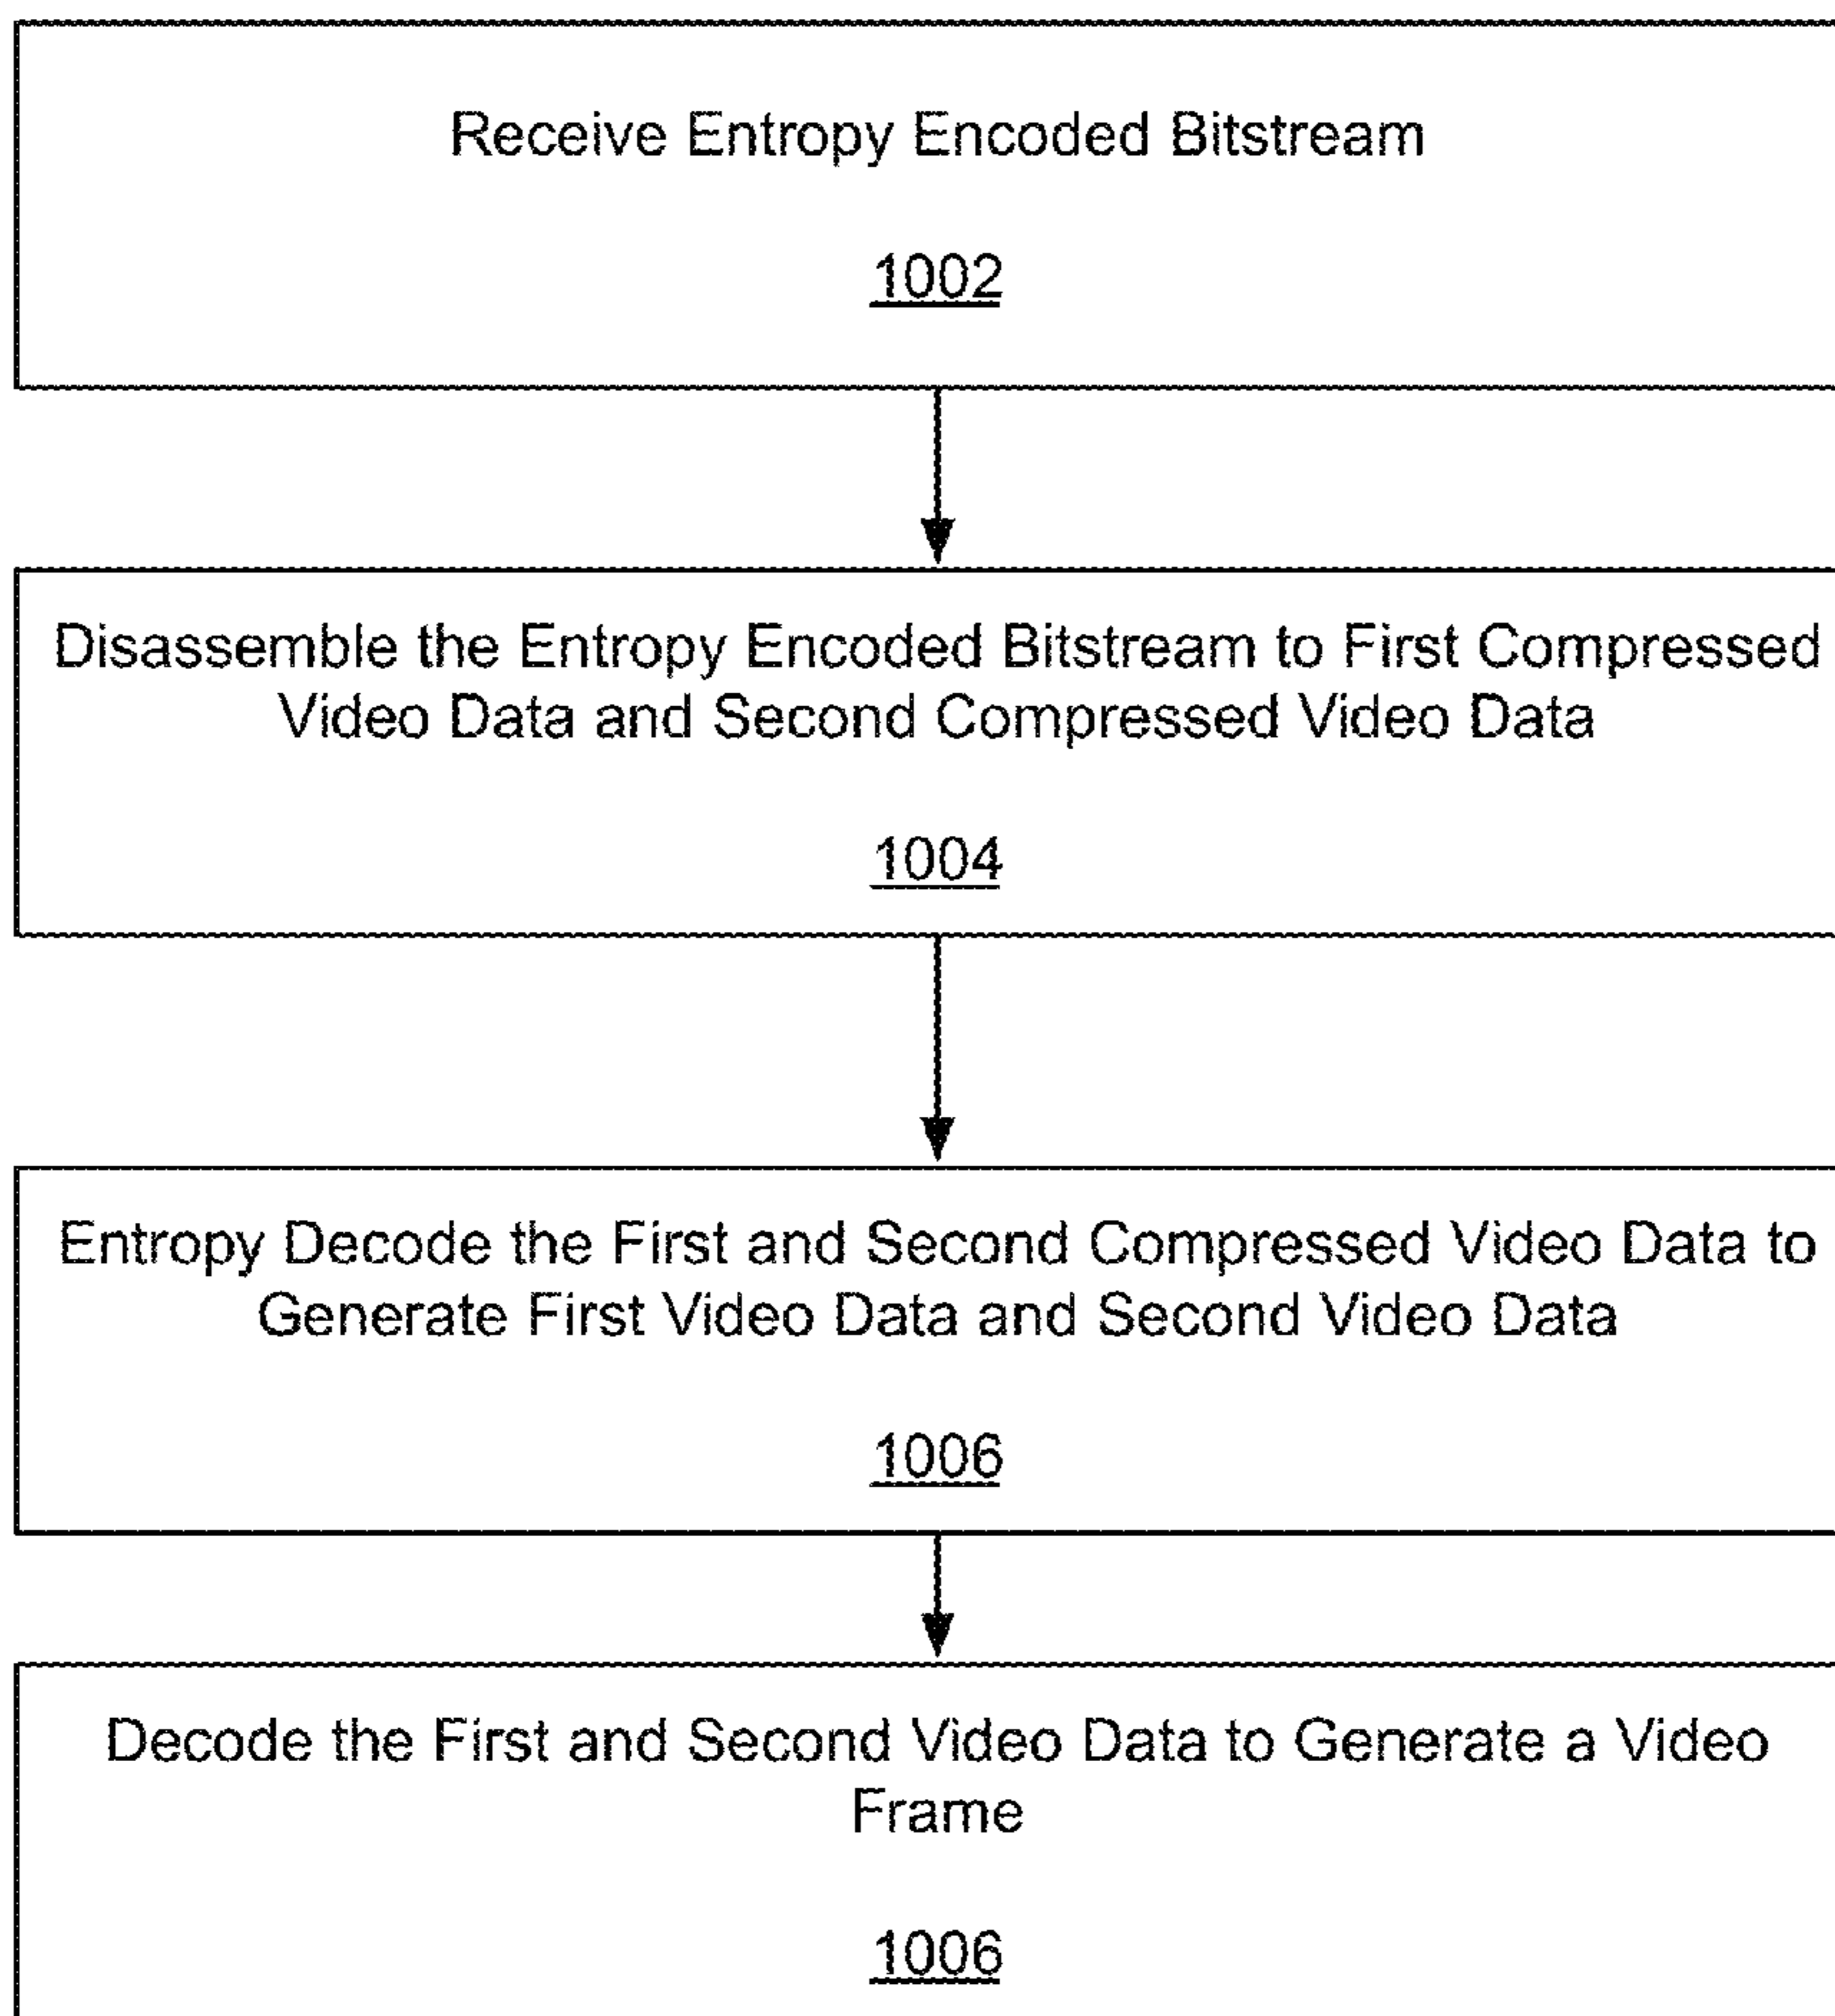 Receive Entropy Encoded Bitstream
1002
Disassemble the Entropy Encoded Bitstream to First Compressed
Video Data and Second Compressed Video Data
1004
Entropy Decode the First and Second Compressed Video Data to
Generate First Video Data and Second Video Data
1006
Decode the First and Second Video Data to Generate a Video
Frame
1006